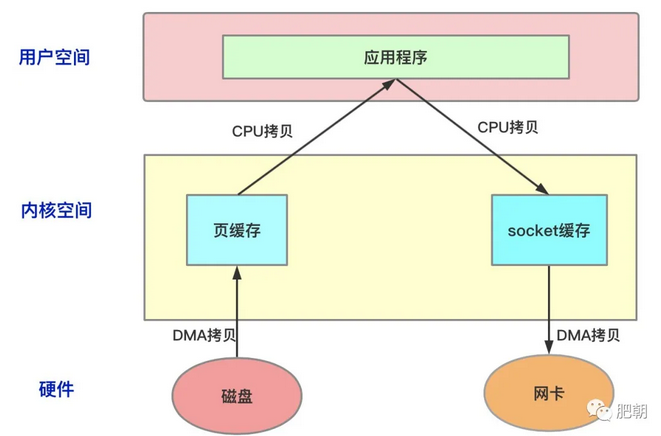 用户空间
应用程序
CPU拷贝
CPU拷贝
内核空间
页缓存
socket缓存
DMA拷贝
DMA拷贝
硬件
磁盘
网卡
肥朝